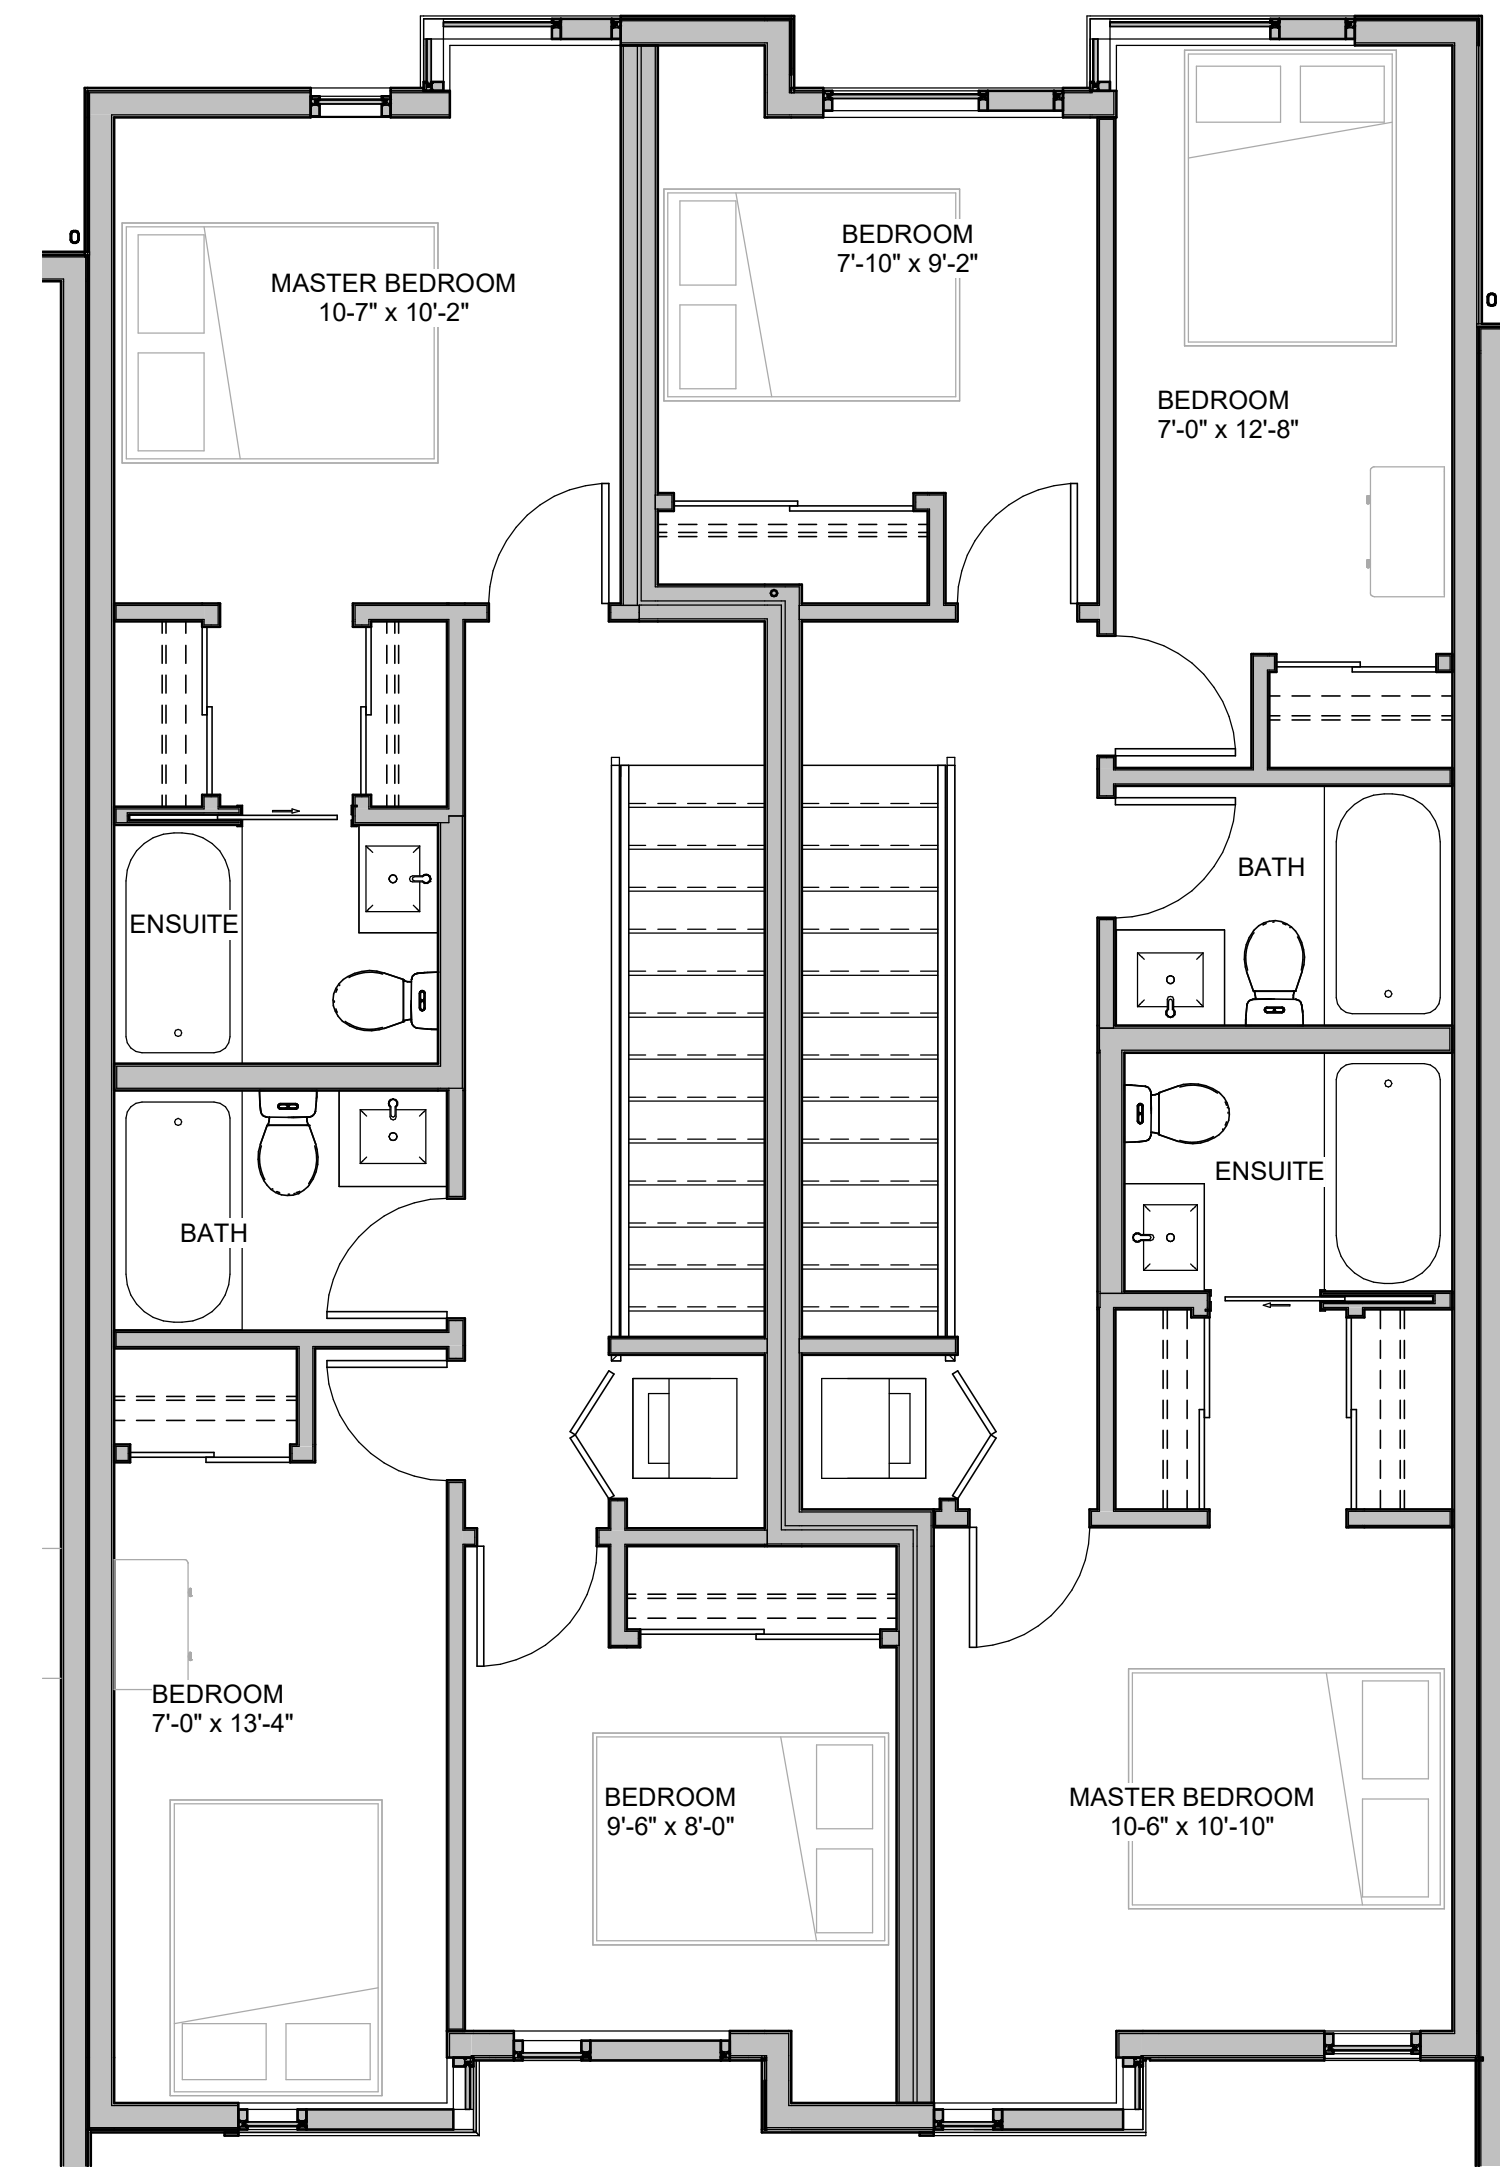 BEDROOM
7'-10" x 9'-2"
MASTER BEDROOM
10-7" x 10'-2"
BEDROOM
7'-0" x 12'-8"
BATH
ENSUITE
ENSUITE
BATH
BEDROOM
7'-0" x 13'-4"
BEDROOM
9'-6" x 8'-0"
MASTER BEDROOM
10-6" x 10'-10"